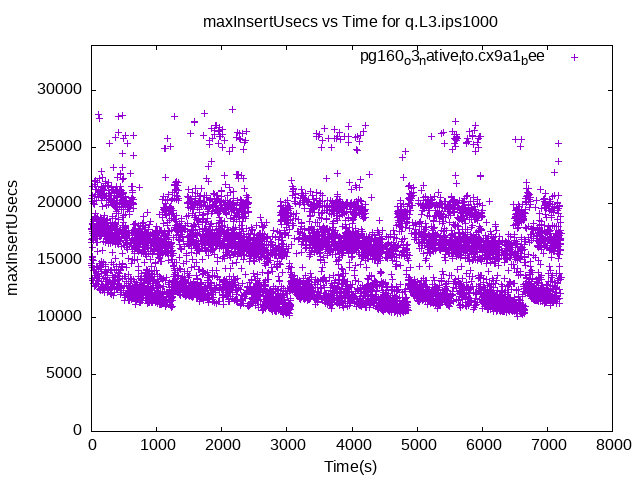 maxInsertUsecs vs Time for q.L3.ips1000
pg160_o3_native_lto.cx9a1_bee
30000
25000
20000
15000
10000
5000
0
maxInsertUsecs
0 1000 2000 3000 4000 5000 6000 7000 8000
Time(s)